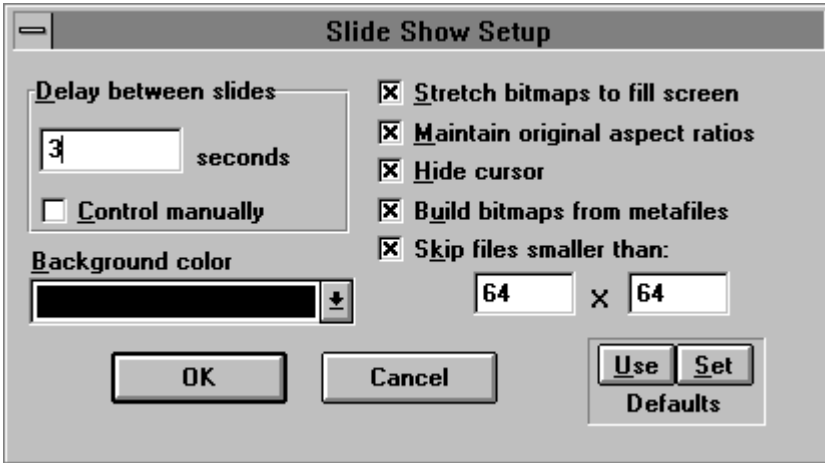 Slide Show Setup
Delay between slides
3 seconds
Control manually
Background color
Stretch bitmaps to fill screen
Maintain original aspect ratios
Hide cursor
Build bitmaps from metafiles
Skip files smaller than:
64 X 64
OK
Cancel
Use Set
Defaults